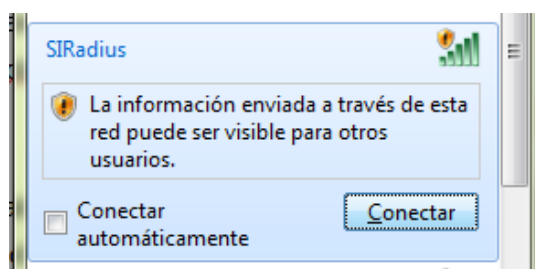 SIRadius
La información enviada a través de esta
red puede ser visible para otros
usuarios.
Conectar
automáticamente
Conectar